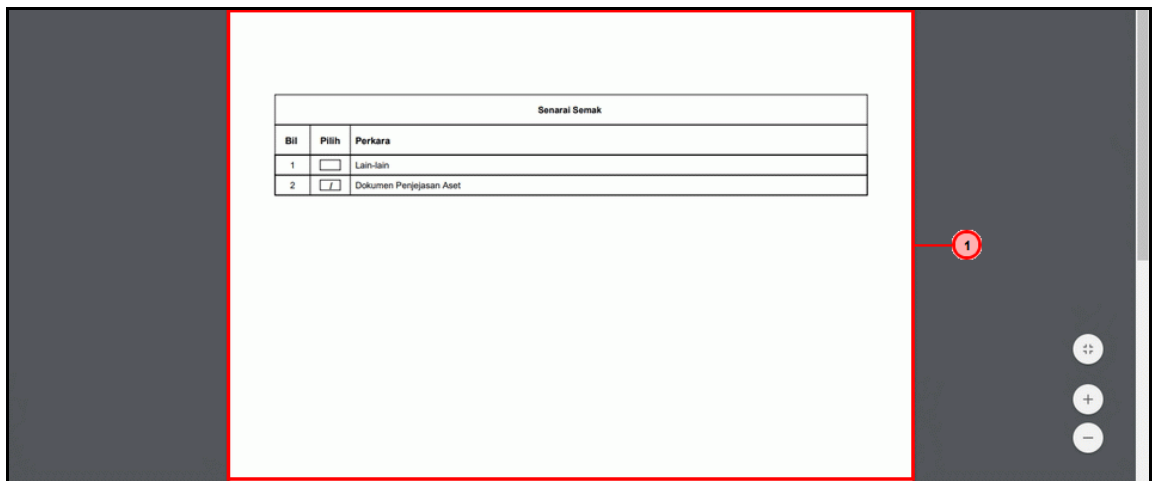 Senarai Semak
Bil Pilih Perkara
1 Lain-lain
2 / Dokumen Penjejasan Aset
1